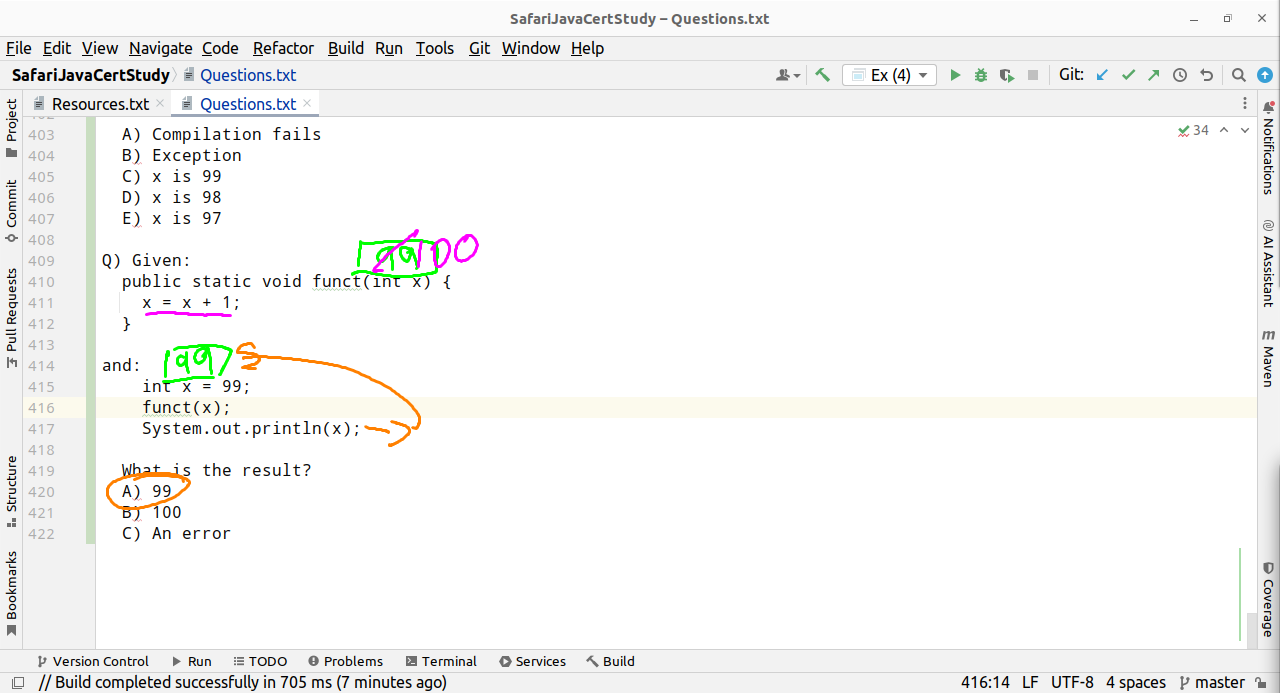 SafariJavaCertStudy – Questions.txt
File Edit View Navigate Code Refactor Build Run Tools Git Window Help
SafariJavaCertStudy Questions.txt Ex (4) Git:
Resources.txt Questions.txt
34
403 A) Compilation fails
404 B) Exception
405 C) x is 99
406 D) x is 98
407 E) x is 97
408
99 100
409 Q) Given:
410 public static void funct(int x) {
411 x = x + 1;
412 }
413
99
414 and:
415 int x = 99;
416 funct(x);
417 System.out.println(x);
418
419 What is the result?
420 A) 99
421 B) 100
422 C) An error
Project
Commit
Pull Requests
Structure
Bookmarks
Notifications
AI Assistant
m Maven
Coverage
Version Control Run TODO Problems Terminal Services Build
// Build completed successfully in 705 ms (7 minutes ago) 416:14 LF UTF-8 4 spaces master